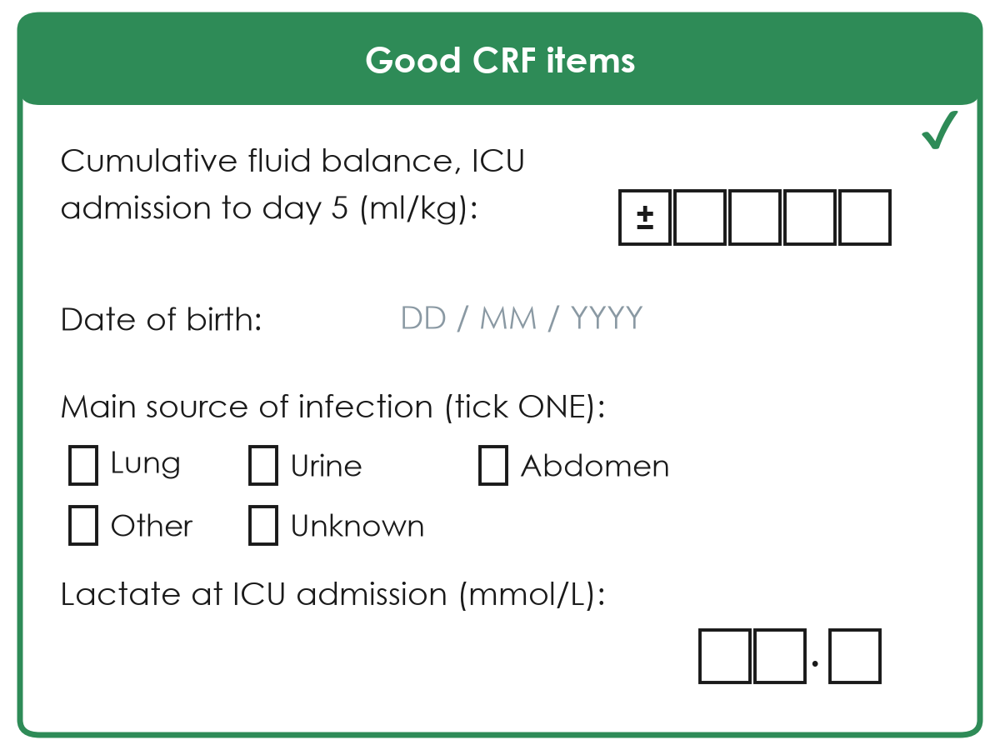 Good CRF items
Cumulative fluid balance, ICU
admission to day 5 (ml/kg):
±
Date of birth: DD / MM / YYYY
Main source of infection (tick ONE):
Lung Urine Abdomen
Other Unknown
Lactate at ICU admission (mmol/L):
.